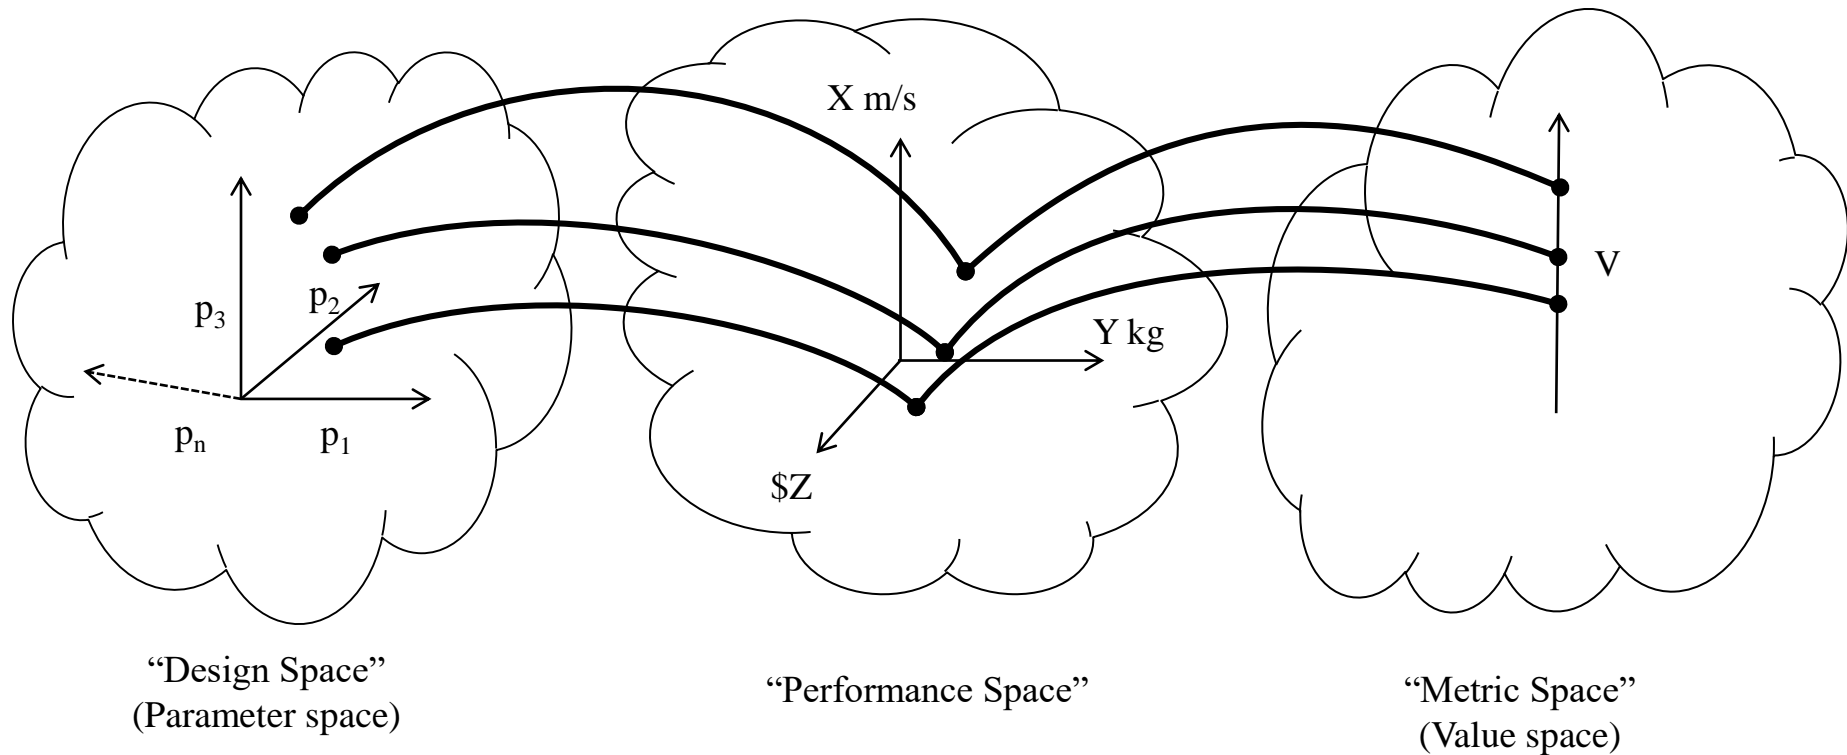 X m/s
p₃
p₂
pₙ
p₁
Y kg
$Z
V
“Design Space”
(Parameter space)
“Performance Space”
“Metric Space”
(Value space)